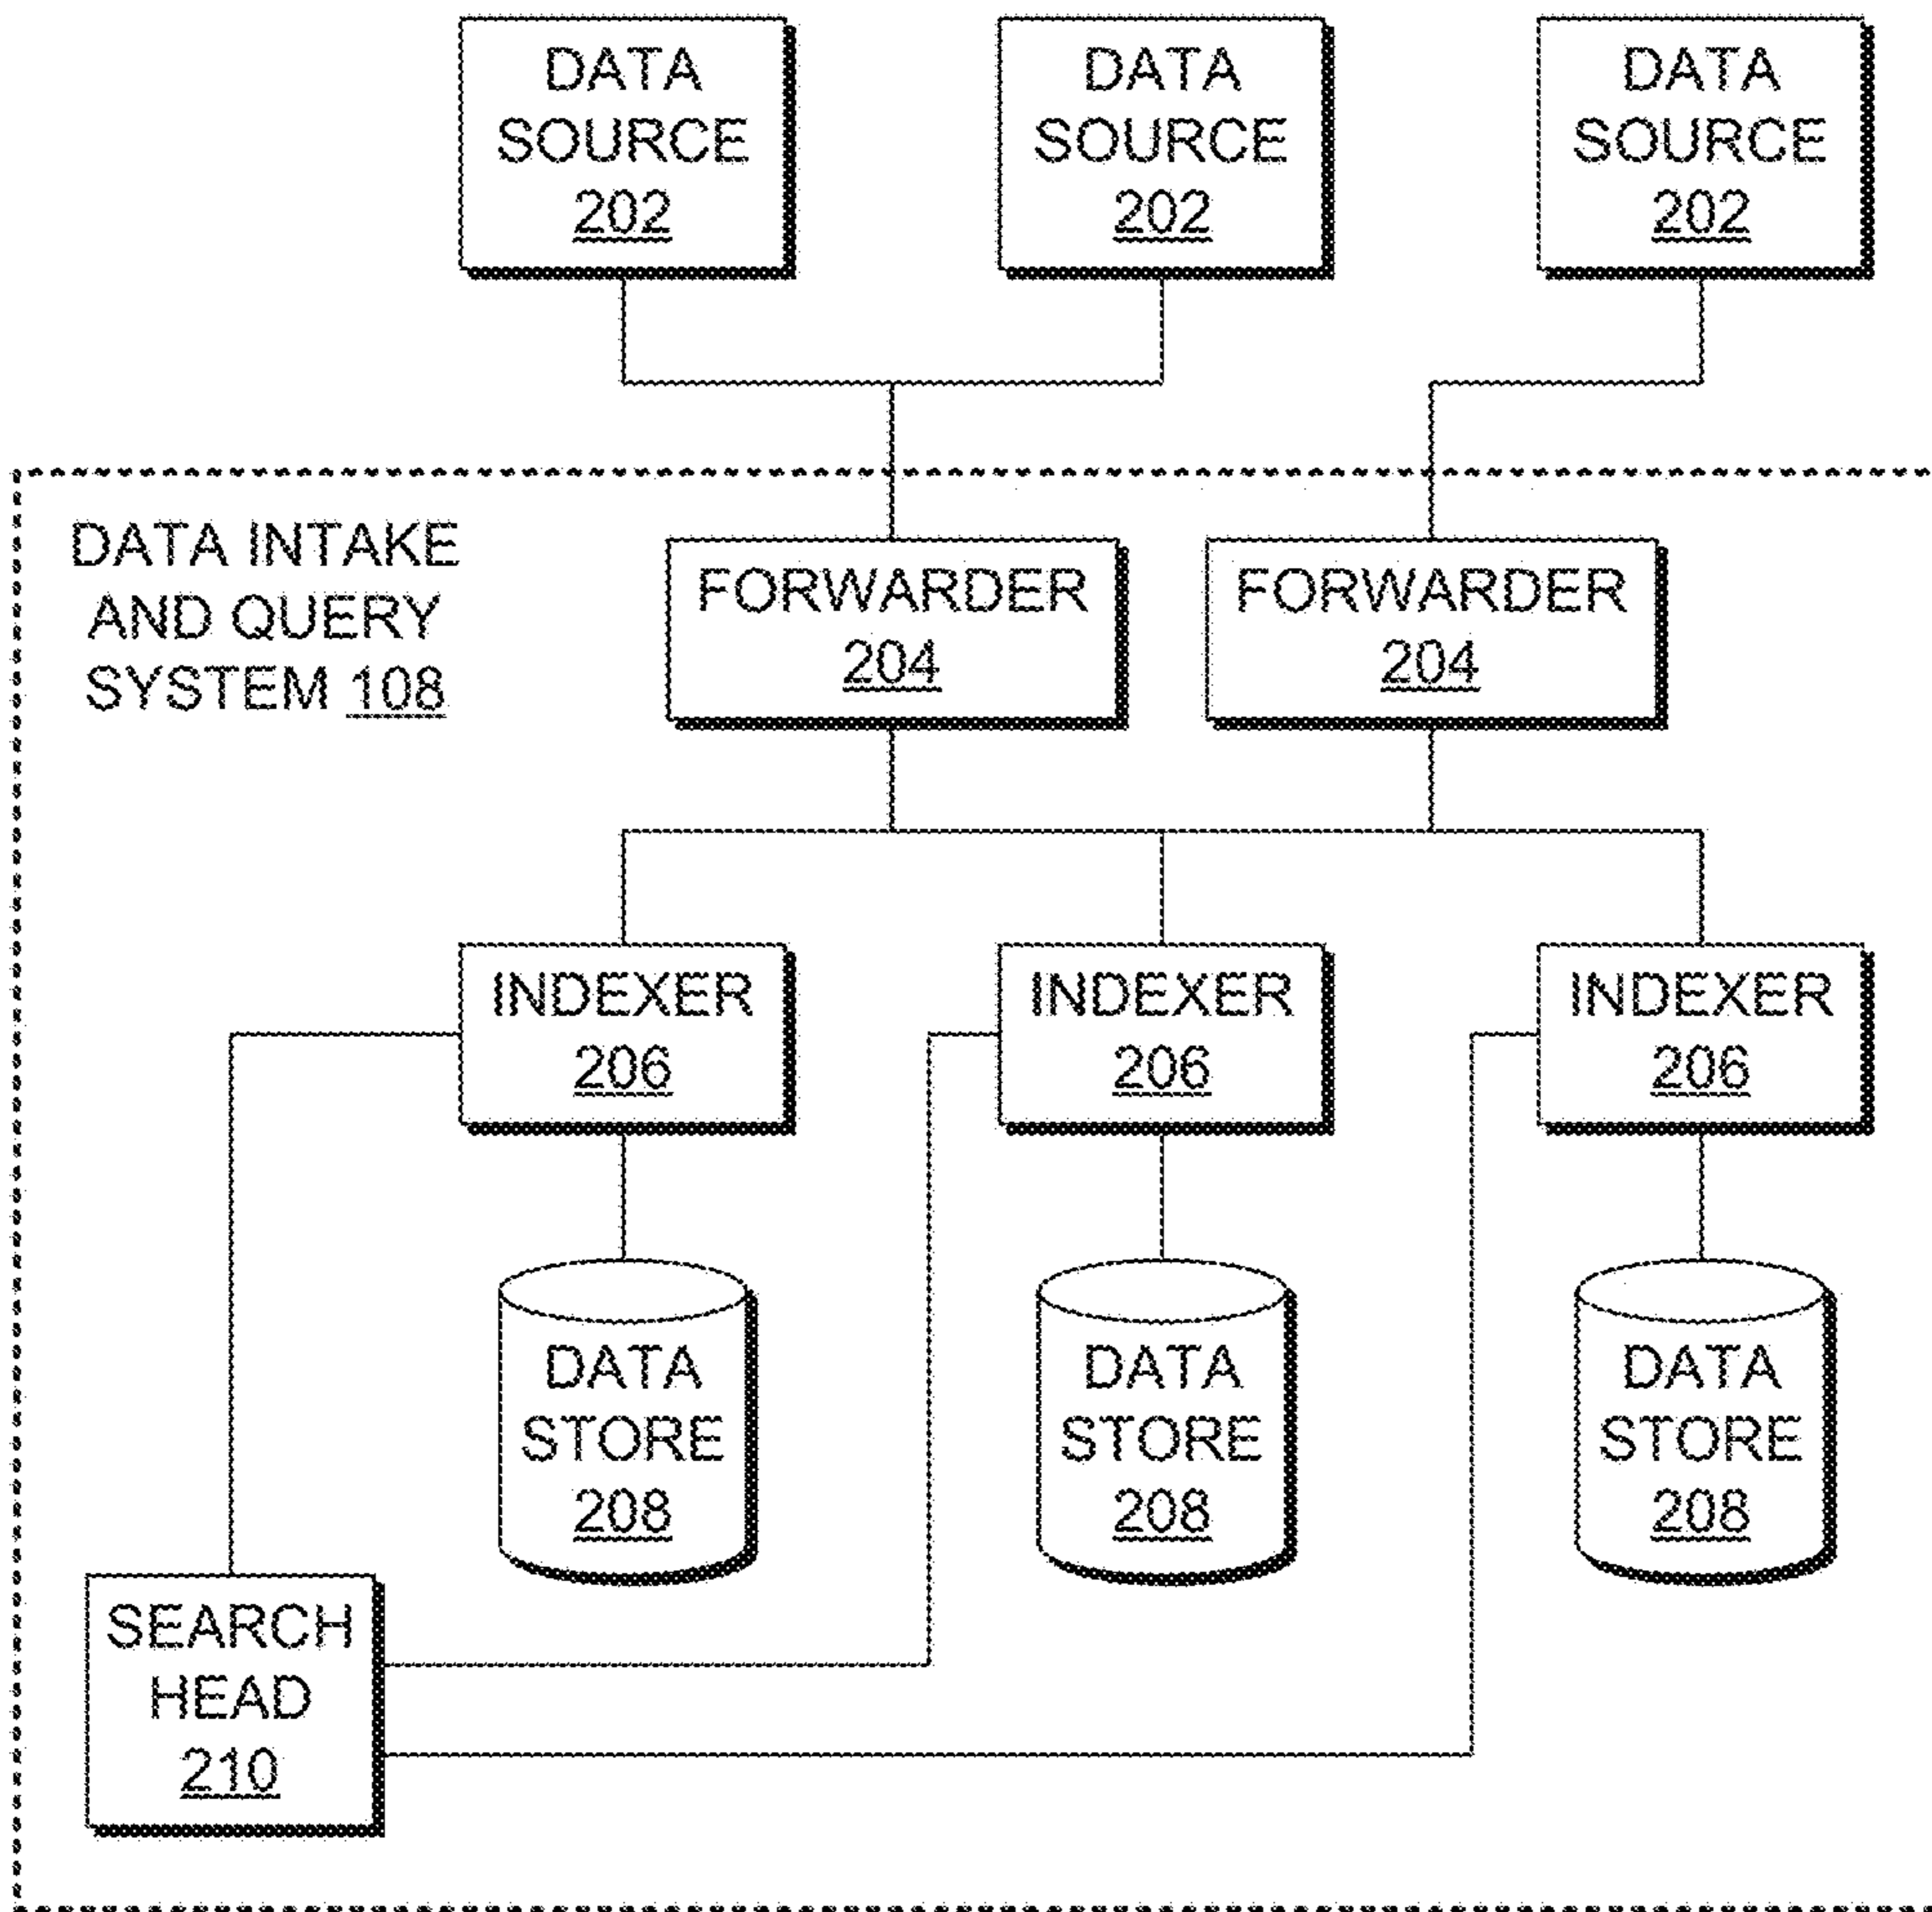 DATA
SOURCE
202
DATA
SOURCE
202
DATA
SOURCE
202
DATA INTAKE
AND QUERY
SYSTEM 108
FORWARDER
204
FORWARDER
204
INDEXER
206
INDEXER
206
INDEXER
206
DATA
STORE
208
DATA
STORE
208
DATA
STORE
208
SEARCH
HEAD
210